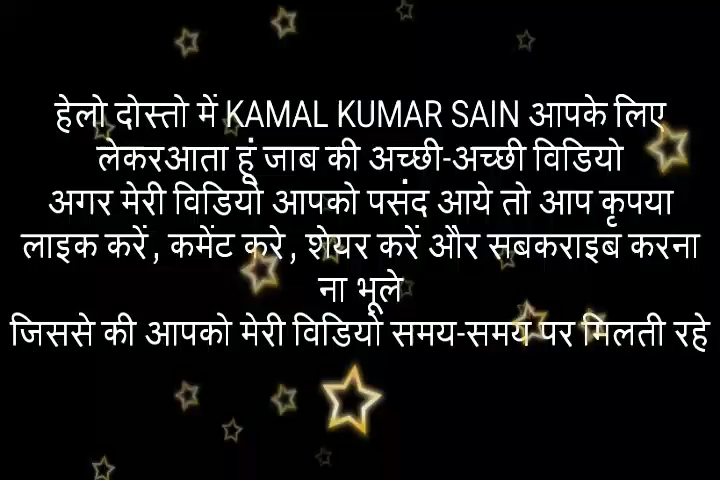 हेलो दोस्तो में KAMAL KUMAR SAIN आपके लिए
लेकरआता हूं जाब की अच्छी-अच्छी विडियो
अगर मेरी विडियो आपको पसंद आये तो आप कृपया
लाइक करें, कमेंट करे, शेयर करें और सबकराइब करना
ना भूले
जिससे की आपको मेरी विडियो समय-समय पर मिलती रहे